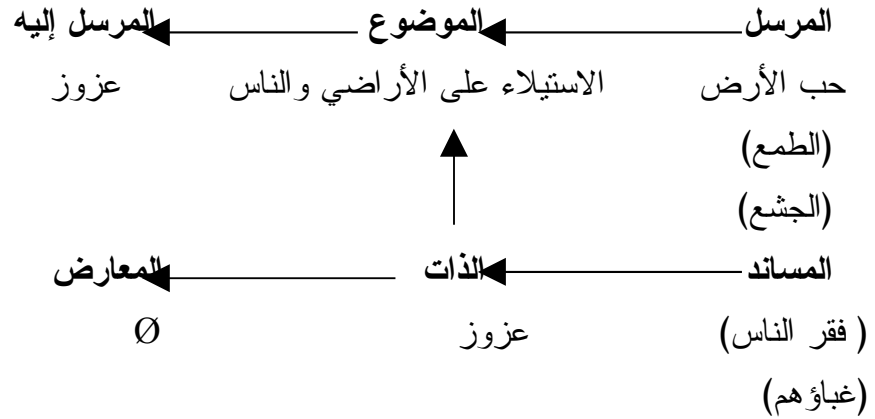 المرسل الموضوع المرسل إليه
حب الأرض الاستيلاء على الأراضي والناس عزوز
(الطمع)
(الجشع)
المساند الذات المعارض
( فقر الناس) عزوز Ø
(غباؤهم)